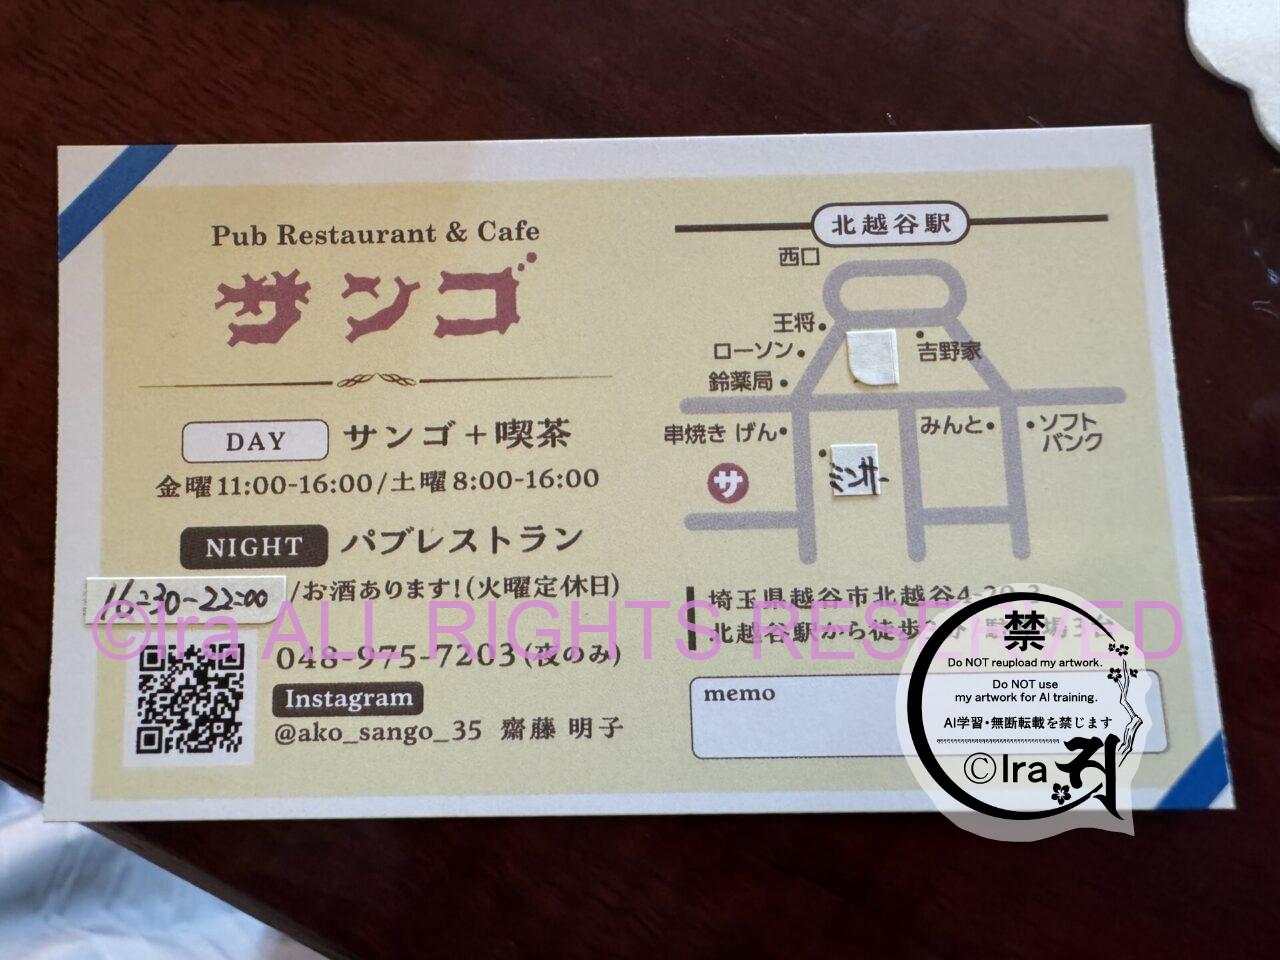 Pub Restaurant & Cafe
サンゴ
DAY サンゴ＋喫茶
金曜11:00-16:00/土曜8:00-16:00
NIGHT パブレストラン
16:30-22:00/お酒あります!(火曜定休日)
048-975-7203(夜のみ)
Instagram
@ako_sango_35 齋藤 明子
北越谷駅
西口
王将
ローソン
鈴薬局
吉野家
串焼き げん
みんと
ソフト
バンク
サ
埼玉県越谷市北越谷4-20-3
北越谷駅から徒歩
memo
©Ira ALL RIGHTS RESERVED
禁
Do NOT reupload my artwork.
Do NOT use
my artwork for AI training.
AI学習・無断転載を禁じます
©Ira